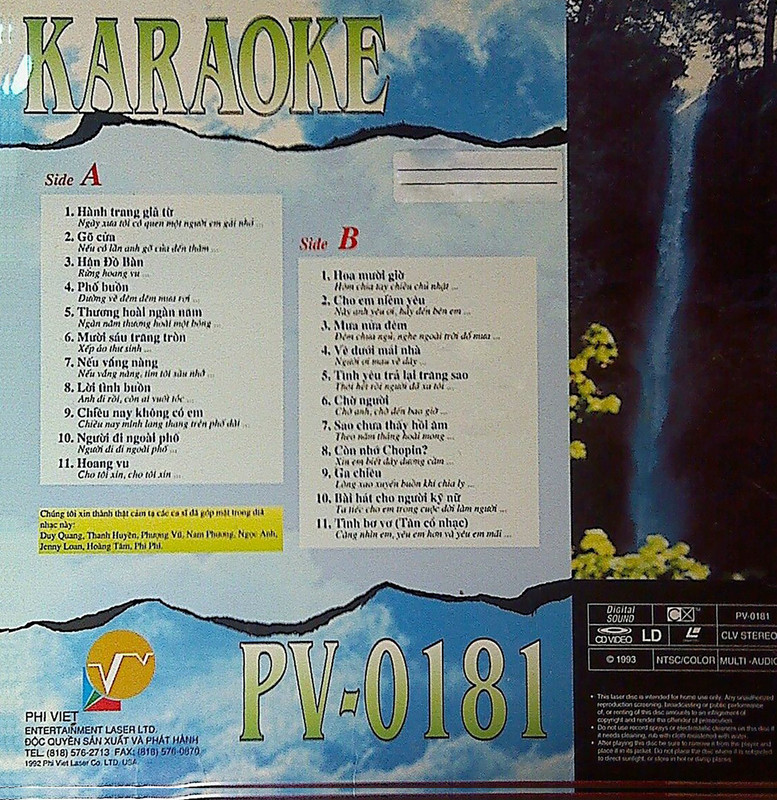 KARAOKE
Side A
1. Hành trang giã từ
Ngày xưa tôi có quen một người em gái nhỏ ...
2. Gõ cửa
Nếu có lần anh gõ cửa đến thăm ...
3. Hận Đồ Bàn
Rừng hoang vu ...
4. Phố buồn
Đường về đêm đêm mưa rơi ...
5. Thương hoài ngàn năm
Ngàn năm thương hoài một bóng ...
6. Mười sáu trăng tròn
Xếp áo thư sinh ...
7. Nếu vắng nàng
Nếu vắng nàng, tim tôi sầu nhớ ...
8. Lời tình buồn
Anh đi rồi, còn ai vuốt tóc ...
9. Chiều nay không có em
Chiều nay mình lang thang trên phố dài ...
10. Người đi ngoài phố
Người đi đi ngoài phố ...
11. Hoang vu
Cho tôi xin, cho tôi xin ...
Side B
1. Hoa mười giờ
Hôm chia tay chiều chủ nhật ...
2. Cho em niềm yêu
Này anh yêu ơi, hãy đến bên em ...
3. Mưa nửa đêm
Đêm chưa ngủ, nghe ngoài trời đổ mưa ...
4. Về dưới mái nhà
Người ơi mau về đây ...
5. Tình yêu trả lại trăng sao
Thôi hết rồi người đã xa tôi ...
6. Chờ người
Chờ anh, chờ đến bao giờ ...
7. Sao chưa thấy hồi âm
Theo năm tháng hoài mong ...
8. Còn nhớ Chopin?
Xin em biết dây dương cầm ...
9. Ga chiều
Lòng xao xuyến buồn khi chia ly ...
10. Bài hát cho người kỹ nữ
Tạ tiếc cho em trong cuộc đời làm người ...
11. Tình bơ vơ (Tân cổ nhạc)
Càng nhìn em, yêu em hơn và yêu em mãi ...
Chúng tôi xin thành thật cảm tạ các ca sĩ đã góp mặt trong dĩa
nhạc này:
Duy Quang, Thanh Huyền, Phượng Vũ, Nam Phương, Ngọc Anh,
Jenny Loan, Hoàng Tâm, Phi Phi.
PV-0181
PHI VIET
ENTERTAINMENT LASER LTD.
ĐỘC QUYỀN SẢN XUẤT VÀ PHÁT HÀNH
TEL: (818) 576-2713 FAX: (818) 576-0870
1992 Phi Viet Laser Co. LTD, USA.
Digital SOUND
CX™
PV-0181
CD VIDEO LD
CLV STEREO
© 1993
NTSC/COLOR
MULTI-AUDIO
• This laser disc is intended for home use only. Any unauthorized
reproduction screening, broadcasting or public performance
of, or renting of this disc amounts to an infringement of
copyright and render the offender of prosecution
• Do not use record sprays or electrostatic cleaners on this disc if
it needs cleaning, rub with cloth moistened with water
• After playing this disc be sure to remove it from the player and
place it in its jacket. Do not place the disc where it is subjected
to direct sunlight, or store in hot or damp places.